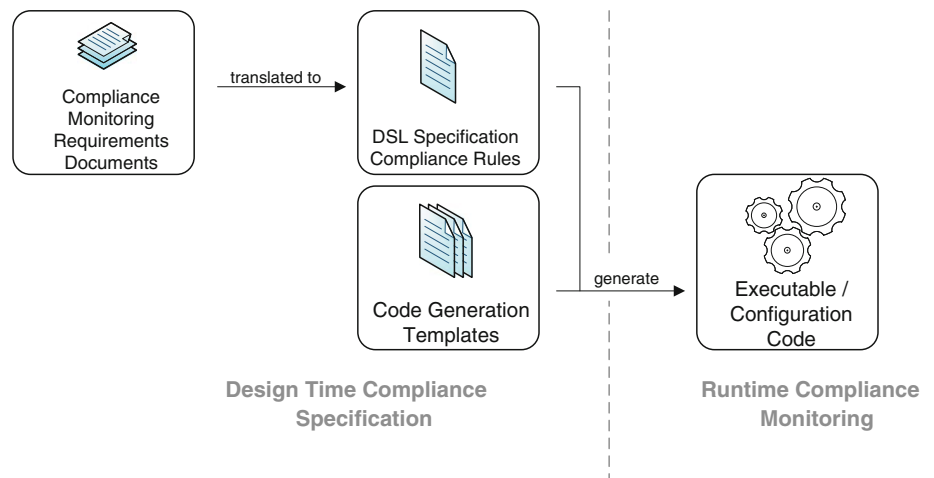 Compliance
Monitoring
Requirements
Documents
translated to
DSL Specification
Compliance Rules
Code Generation
Templates
generate
Executable /
Configuration
Code
Design Time Compliance
Specification
Runtime Compliance
Monitoring